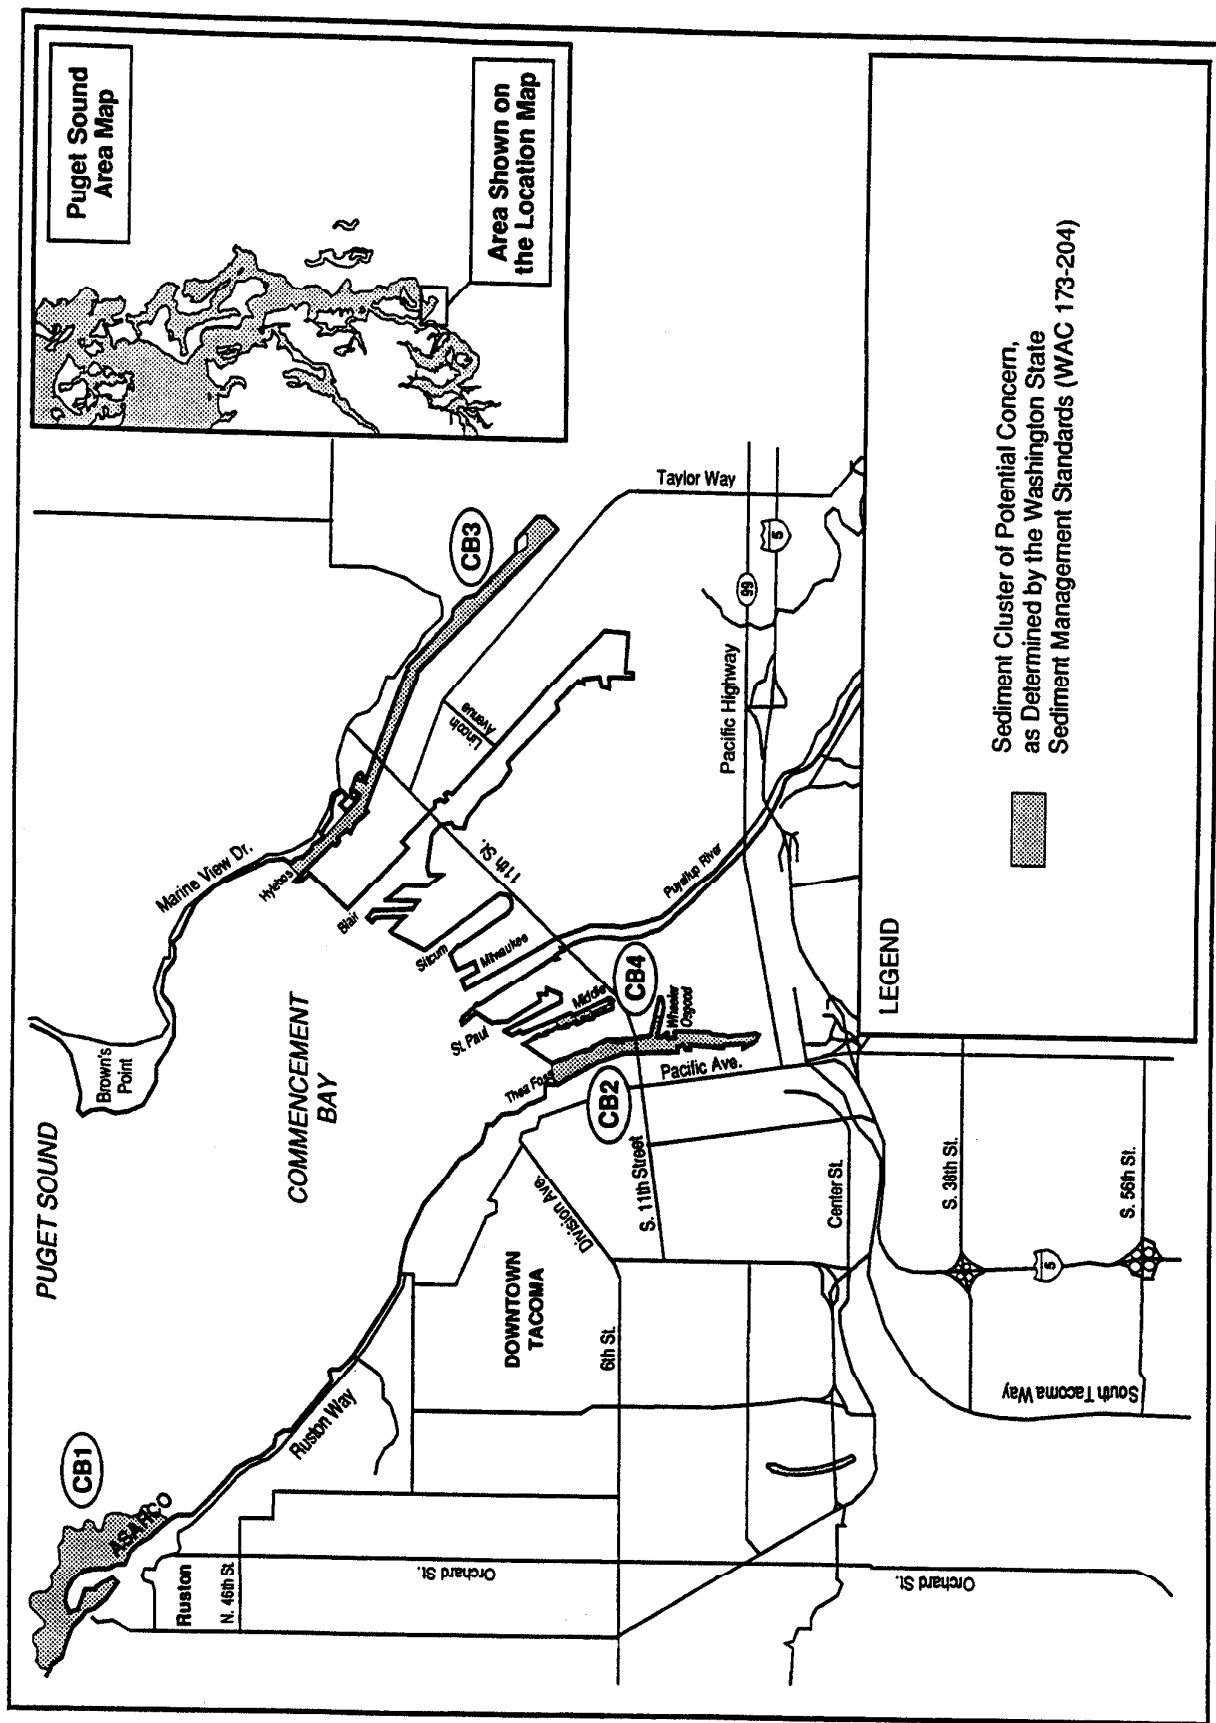 Puget Sound
Area Map
Area Shown on
the Location Map
PUGET SOUND
COMMENCEMENT
BAY
Brown's
Point
Marine View Dr.
CB1
ASARCO
Ruston
N. 46th St.
Ruston Way
Orchard St.
Orchard St.
DOWNTOWN
TACOMA
Division Ave.
6th St.
S. 11th Street
Center St.
S. 38th St.
S. 56th St.
South Tacoma Way
5
Pacific Ave.
CB2
Thea Foss
St. Paul
Middle
CB4
Wheeler
Osgood
Milwaukee
Sitcum
Blair
Hylebos
11th St.
Lincoln
Avenue
CB3
Taylor Way
Puyallup River
Pacific Highway
99
5
LEGEND
Sediment Cluster of Potential Concern,
as Determined by the Washington State
Sediment Management Standards (WAC 173-204)